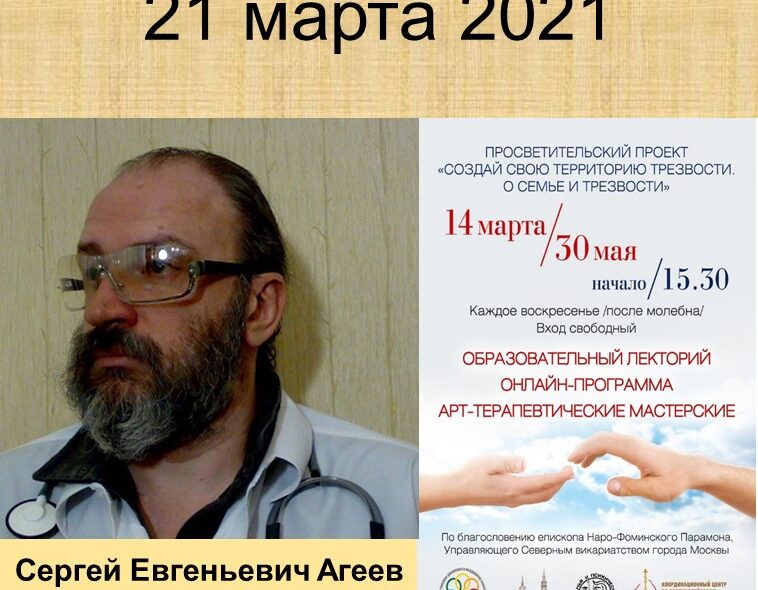 21 марта 2021
ПРОСВЕТИТЕЛЬСКИЙ ПРОЕКТ
«СОЗДАЙ СВОЮ ТЕРРИТОРИЮ ТРЕЗВОСТИ.
О СЕМЬЕ И ТРЕЗВОСТИ»
14 марта/
30 мая
начало/15.30
Каждое воскресенье /после молебна/
Вход свободный
ОБРАЗОВАТЕЛЬНЫЙ ЛЕКТОРИЙ
ОНЛАЙН-ПРОГРАММА
АРТ-ТЕРАПЕВТИЧЕСКИЕ МАСТЕРСКИЕ
По благословению епископа Наро-Фоминского Парамона,
Управляющего Северным викариатством города Москвы
КООРДИНАЦИОННЫЙ ЦЕНТР
Сергей Евгеньевич Агеев